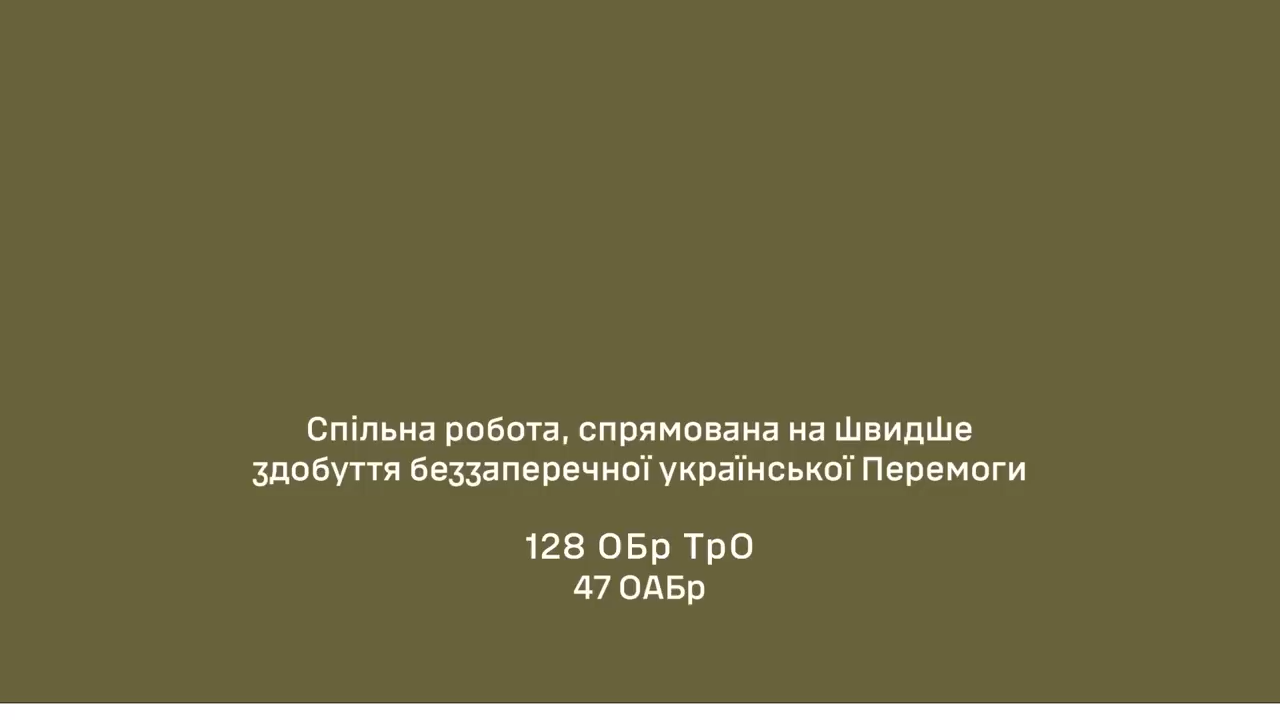 Спільна робота, спрямована на швидше
здобуття беззаперечної української Перемоги
128 ОБр ТрО
47 ОАБр